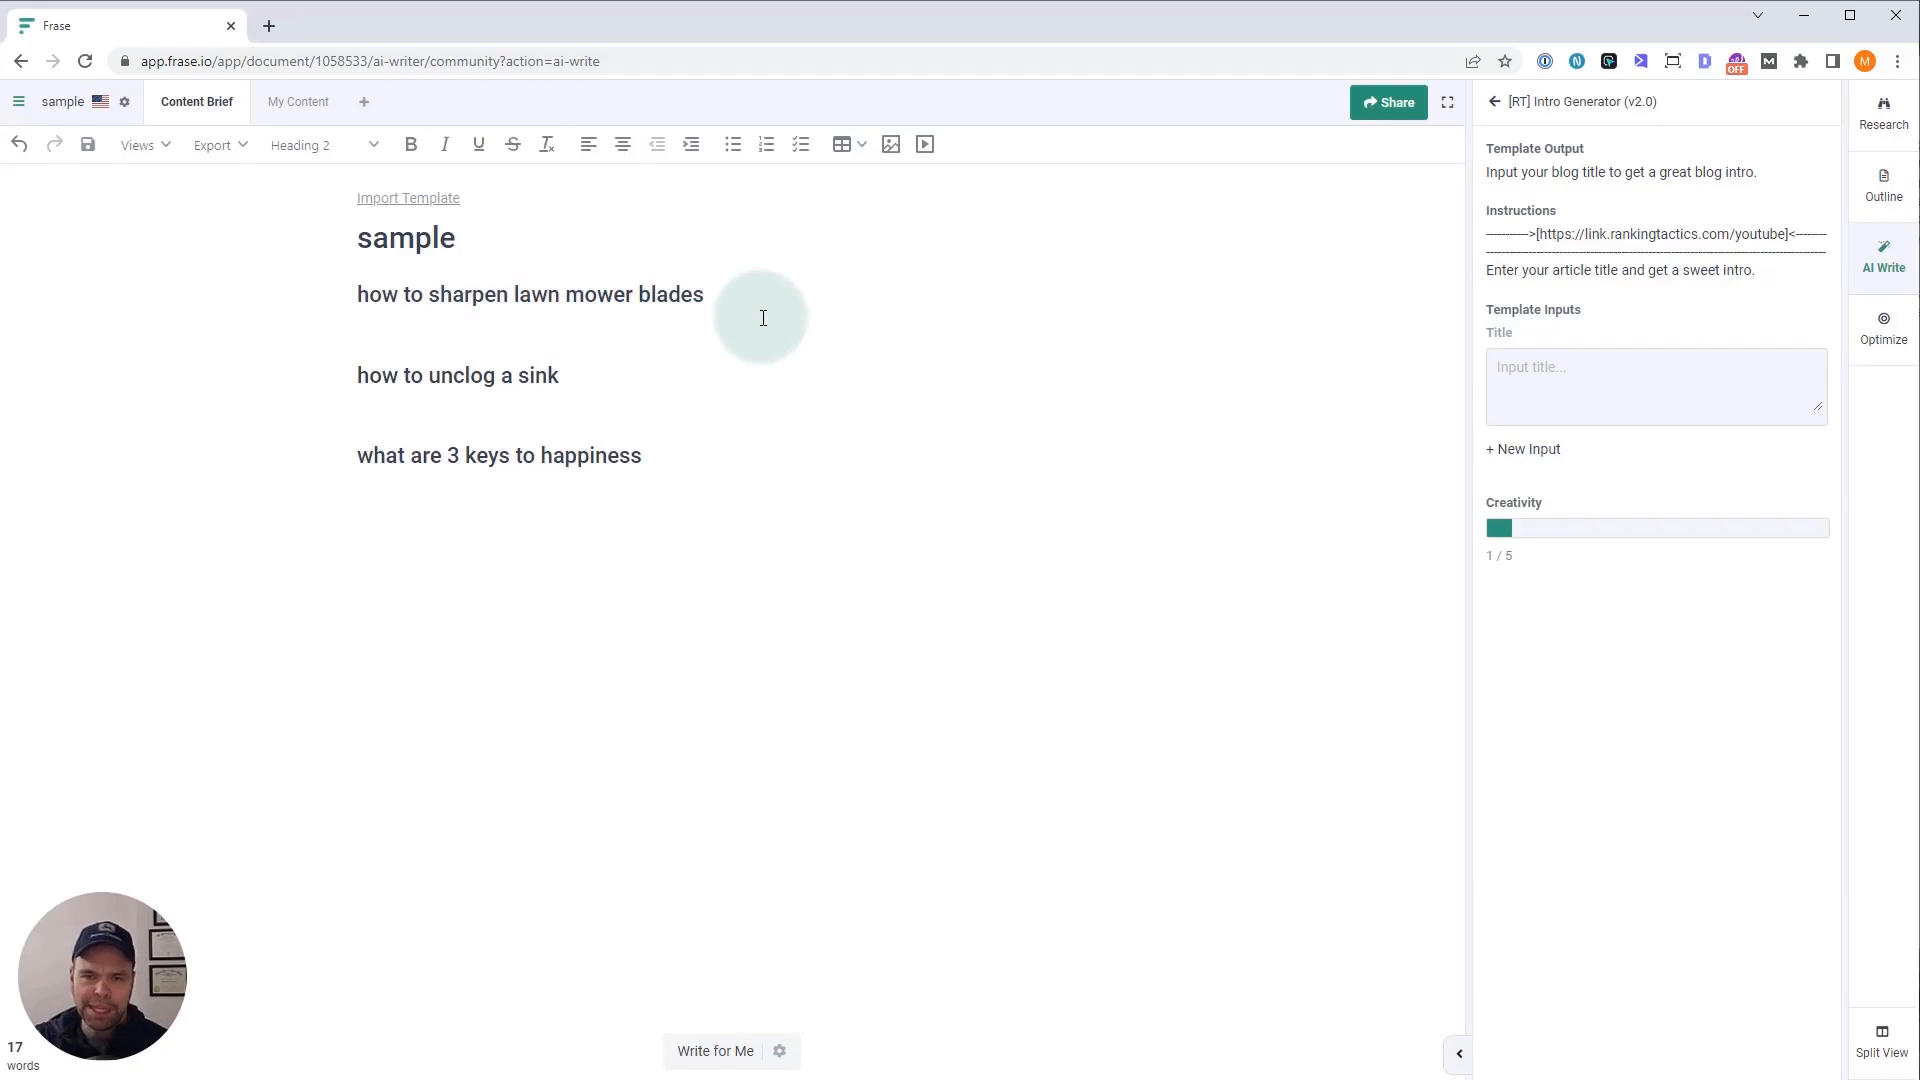 Frase
app.frase.io/app/document/1058533/ai-writer/community?action=ai-write
OFF
M
sample
Content Brief
My Content
Share
[RT] Intro Generator (v2.0)
Research
Views
Export
Heading 2
Import Template
sample
how to sharpen lawn mower blades
how to unclog a sink
what are 3 keys to happiness
Template Output
Input your blog title to get a great blog intro.
Instructions
----------->[https://link.rankingtactics.com/youtube]<--------
Enter your article title and get a sweet intro.
Template Inputs
Title
Input title...
+ New Input
Creativity
1 / 5
Outline
AI Write
Optimize
17
words
Write for Me
Split View